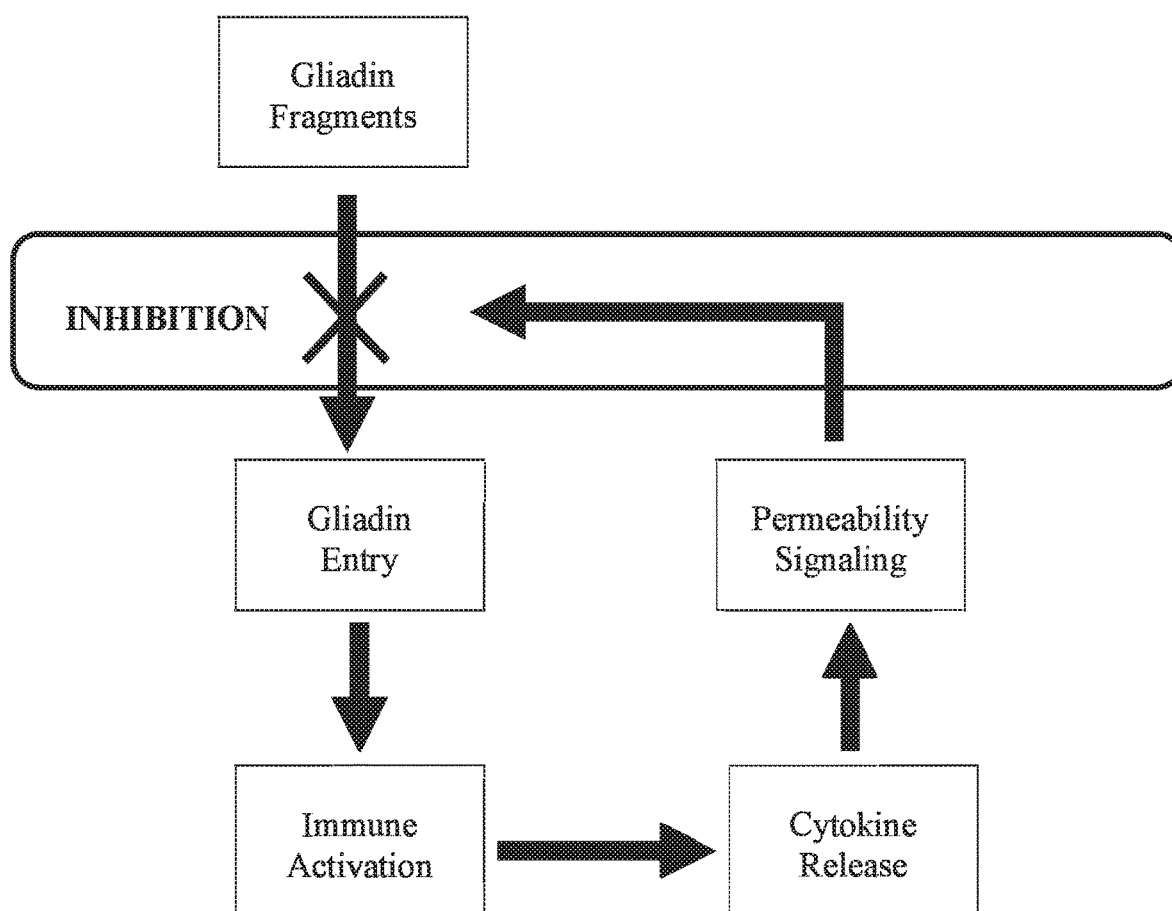 Gliadin
Fragments
INHIBITION
Gliadin
Entry
Permeability
Signaling
Immune
Activation
Cytokine
Release